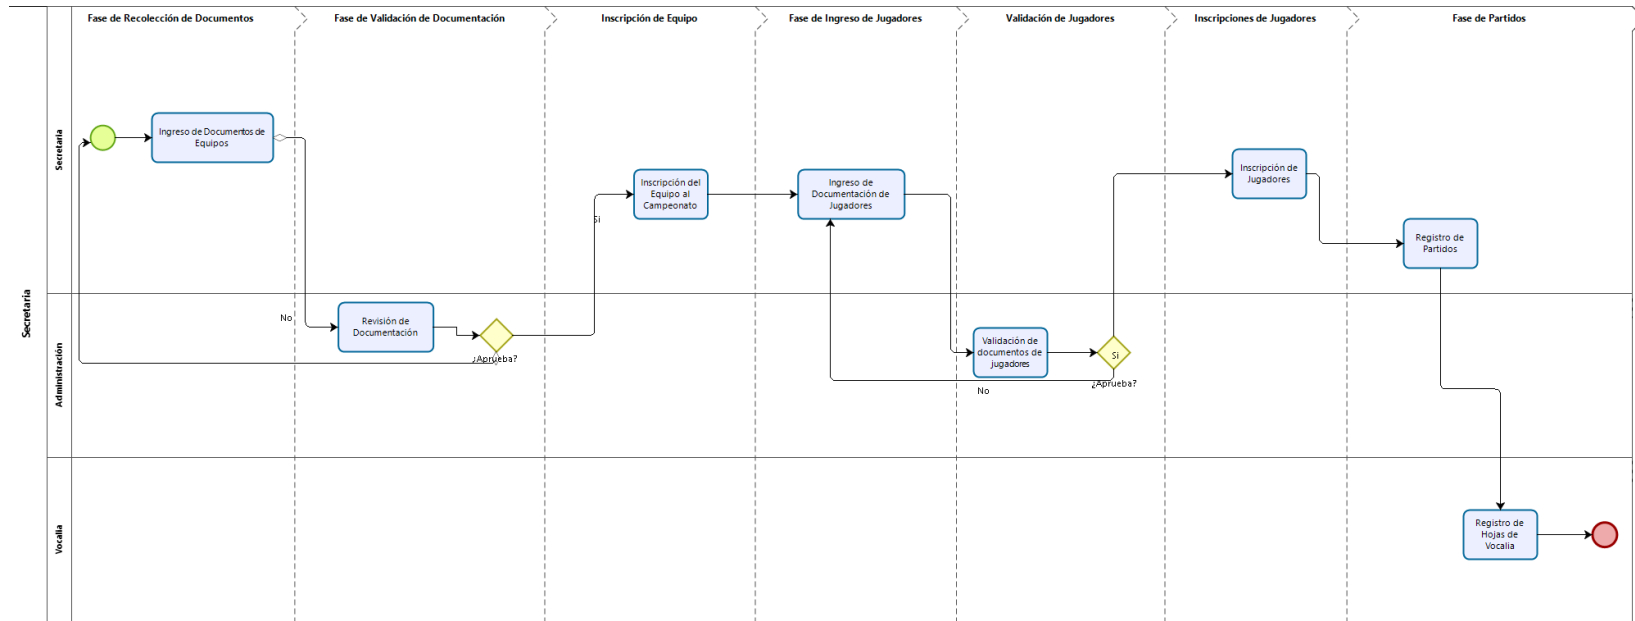 Fase de Recolección de Documentos
Fase de Validación de Documentación
Inscripción de Equipo
Fase de Ingreso de Jugadores
Validación de Jugadores
Inscripciones de Jugadores
Fase de Partidos
Secretaria
Secretaria
Ingreso de Documentos de
Equipos
Inscripción del
Equipo al
Campeonato
Si
Ingreso de
Documentación de
Jugadores
Inscripción de
Jugadores
Registro de
Partidos
Administración
No
Revisión de
Documentación
¿Aprueba?
Validación de
documentos de
jugadores
Si
¿Aprueba?
No
Vocalia
Registro de
Hojas de
Vocalia